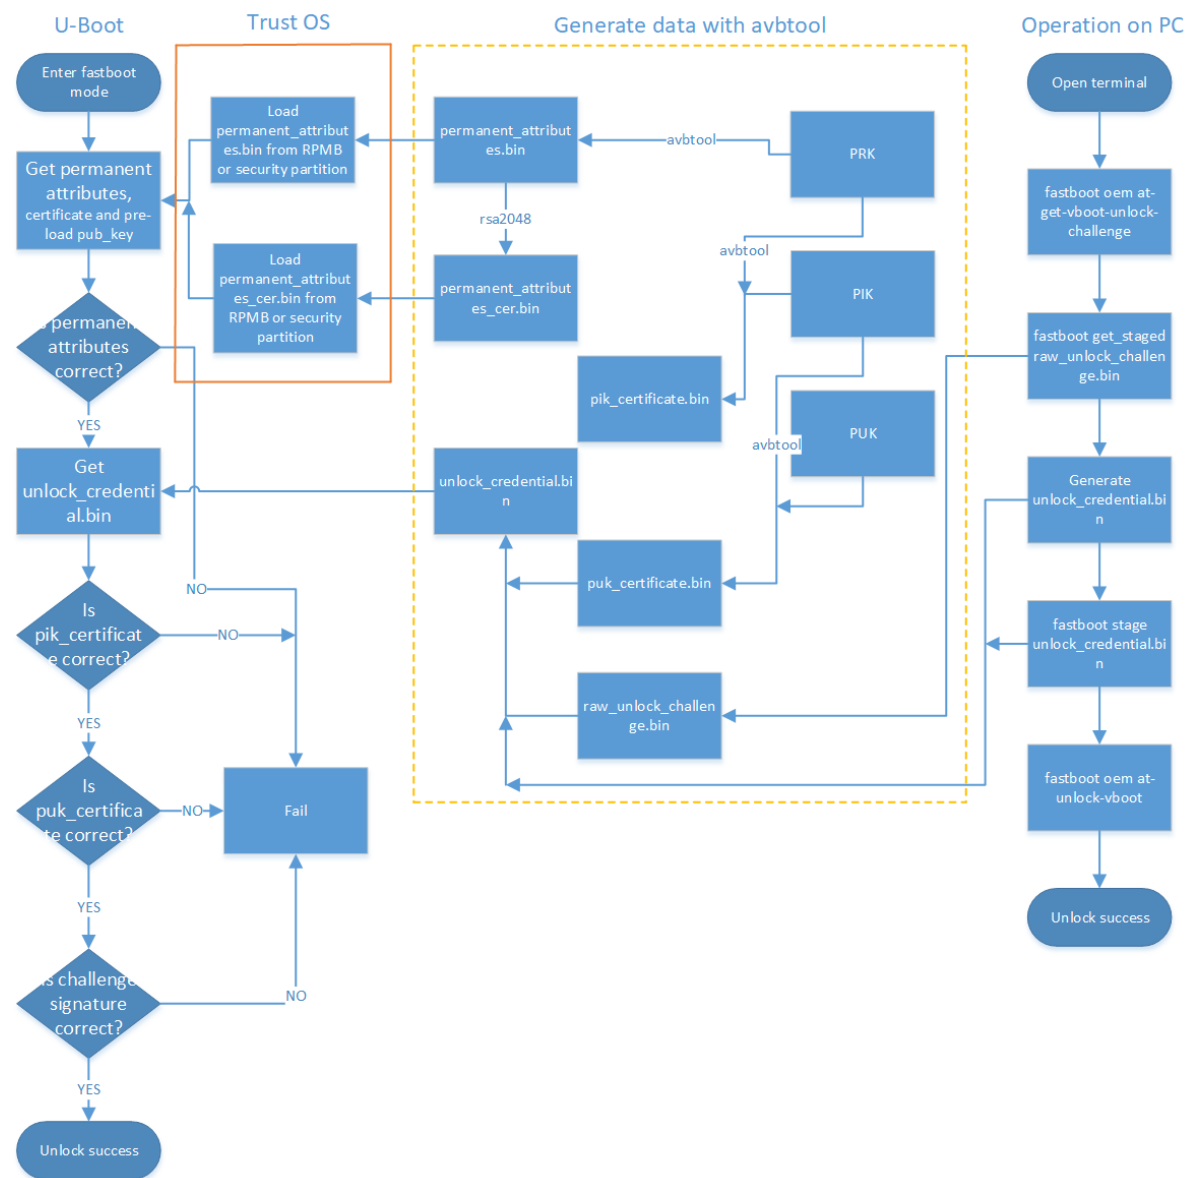 U-Boot
Trust OS
Generate data with avbtool
Operation on PC
Enter fastboot
mode
Get permanent
attributes,
certificate and pre-
load pub_key
permanent
attributes
correct?
YES
Get
unlock_credenti
al.bin
NO
Is
pik_certificat
e correct?
NO
YES
Is
puk_certifica
te correct?
NO
YES
Is challenge
signature
correct?
NO
YES
Unlock success
Fail
Load
permanent_attribut
es.bin from RPMB
or security partition
Load
permanent_attribut
es_cer.bin from
RPMB or security
partition
permanent_attribut
es.bin
rsa2048
permanent_attribut
es_cer.bin
avbtool
PRK
avbtool
PIK
pik_certificate.bin
PUK
avbtool
unlock_credential.bi
n
puk_certificate.bin
raw_unlock_challe
nge.bin
Open terminal
fastboot oem at-
get-vboot-unlock-
challenge
fastboot get_staged
raw_unlock_challe
nge.bin
Generate
unlock_credential.bi
n
fastboot stage
unlock_credential.bi
n
fastboot oem at-
unlock-vboot
Unlock success